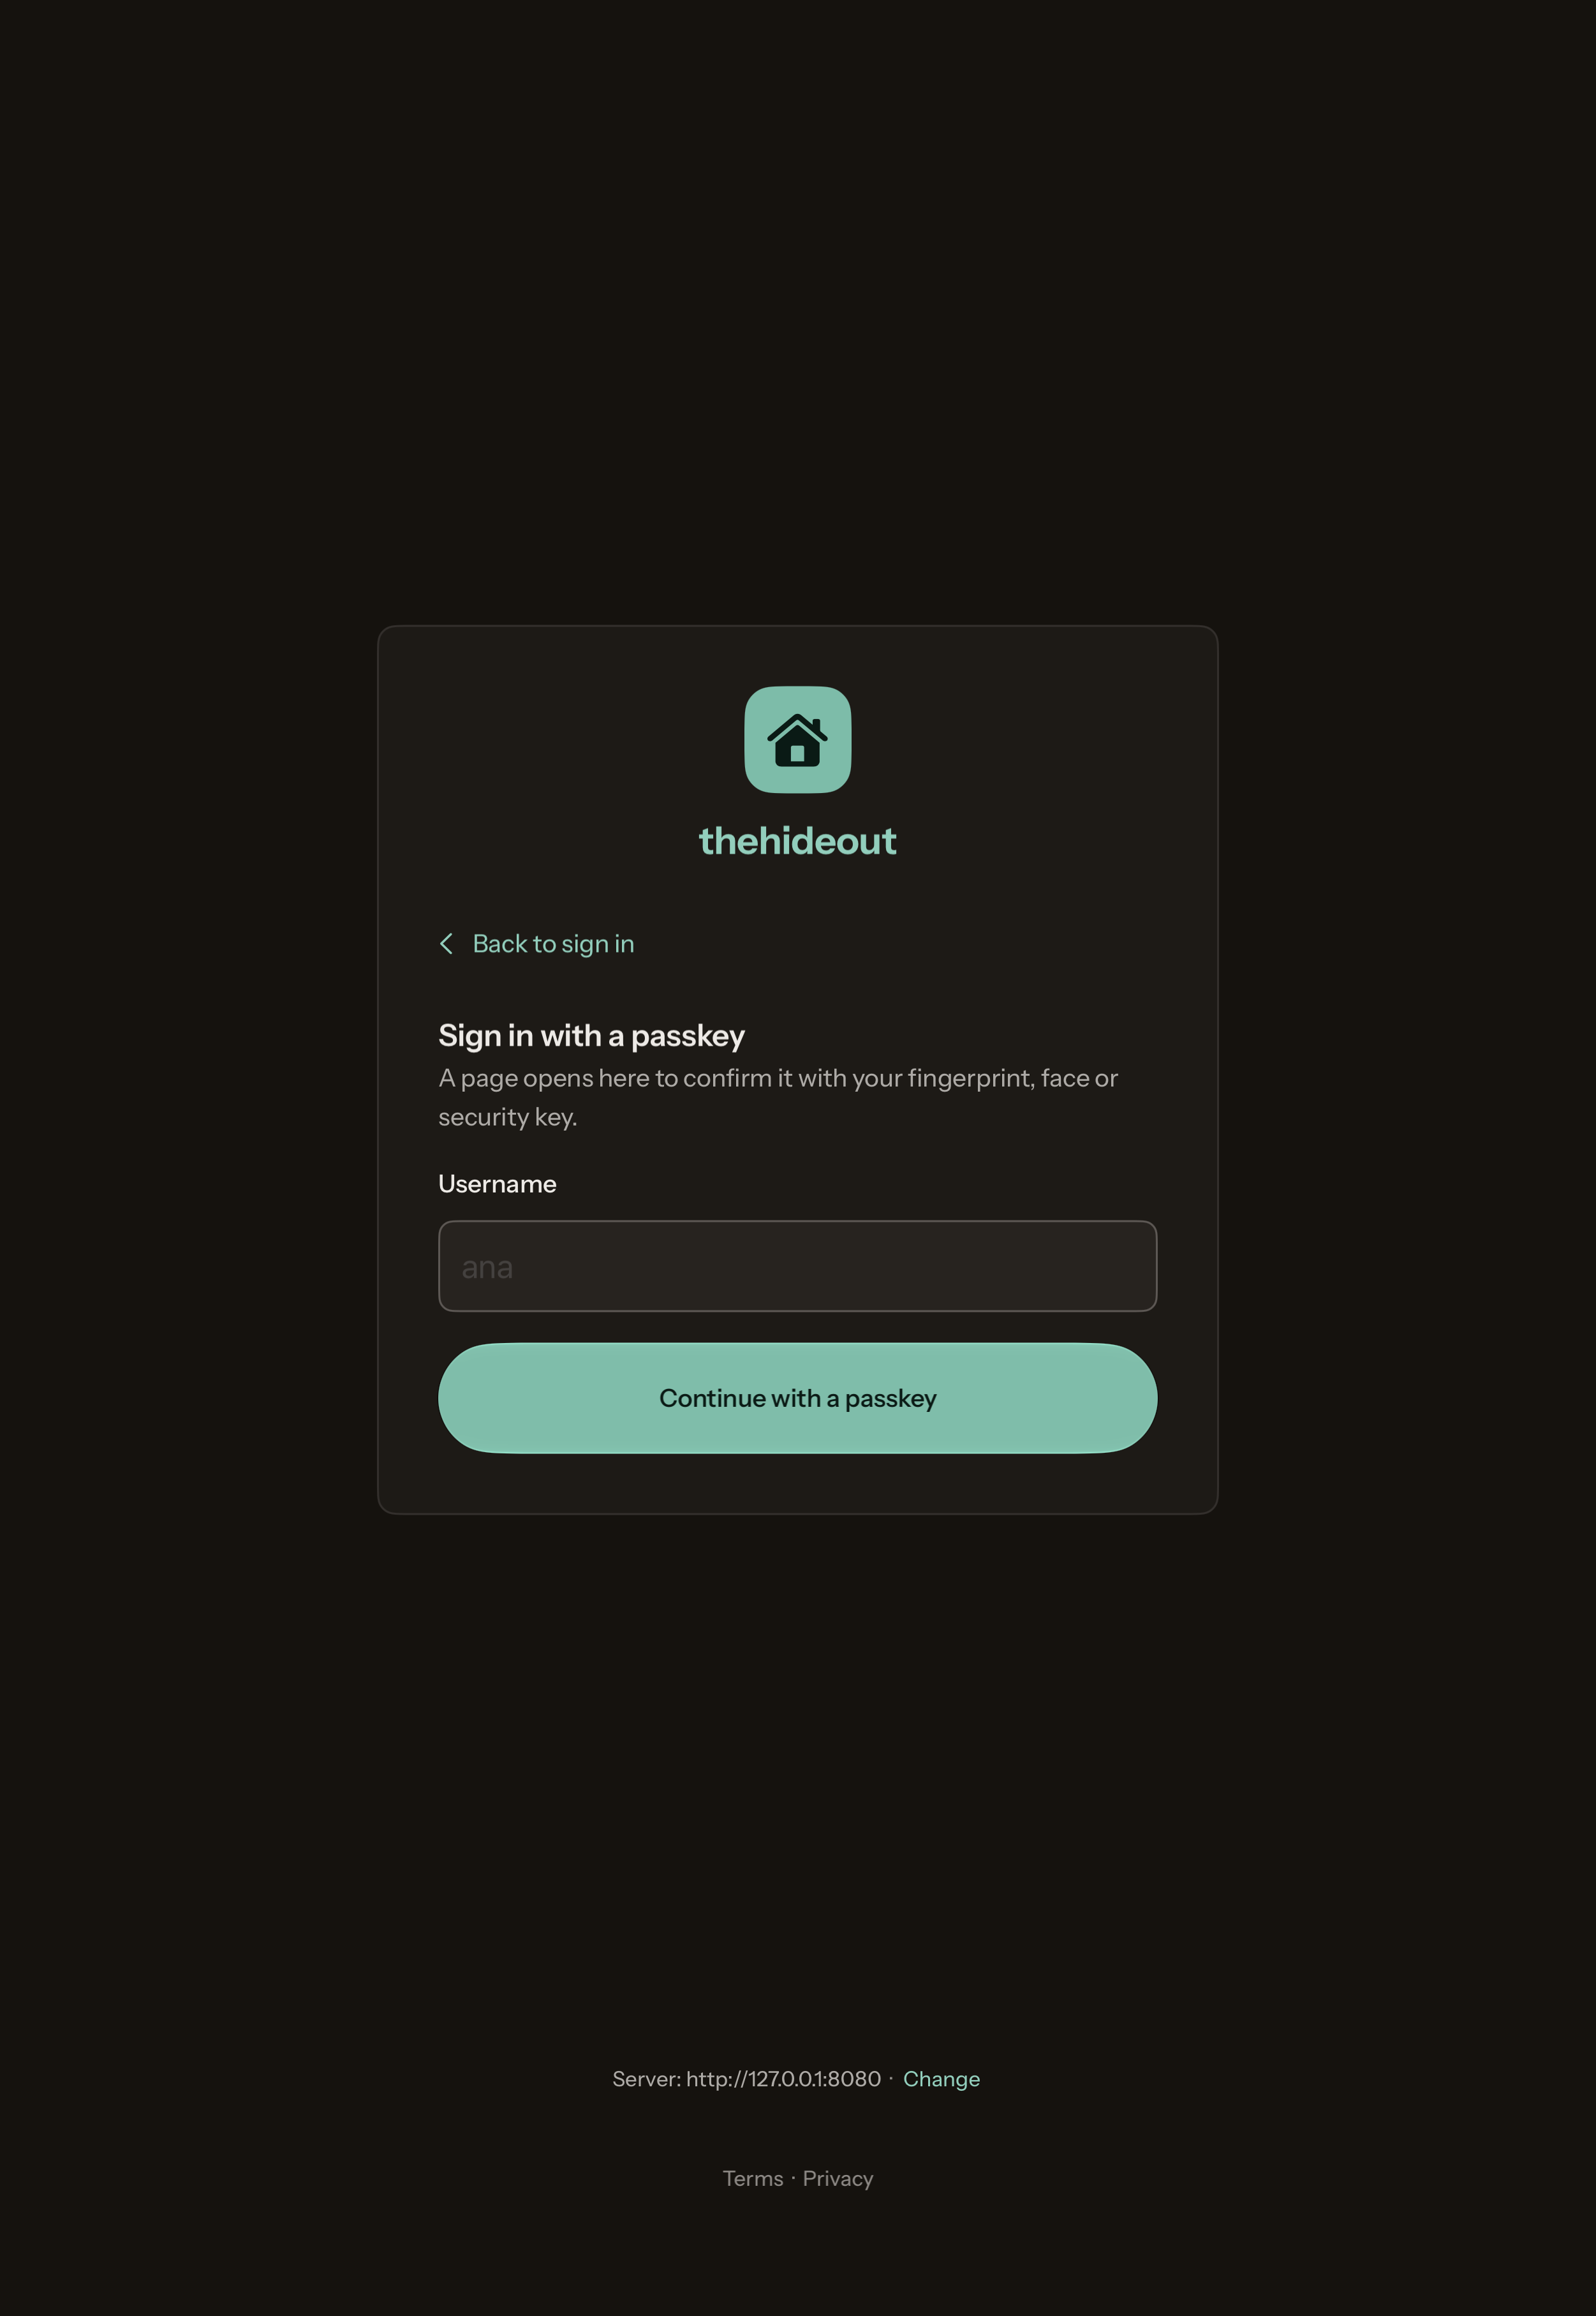 thehideout
Back to sign in
Sign in with a passkey
A page opens here to confirm it with your fingerprint, face or
security key.
Username
ana
Continue with a passkey
Server: http://127.0.0.1:8080 · Change
Terms · Privacy